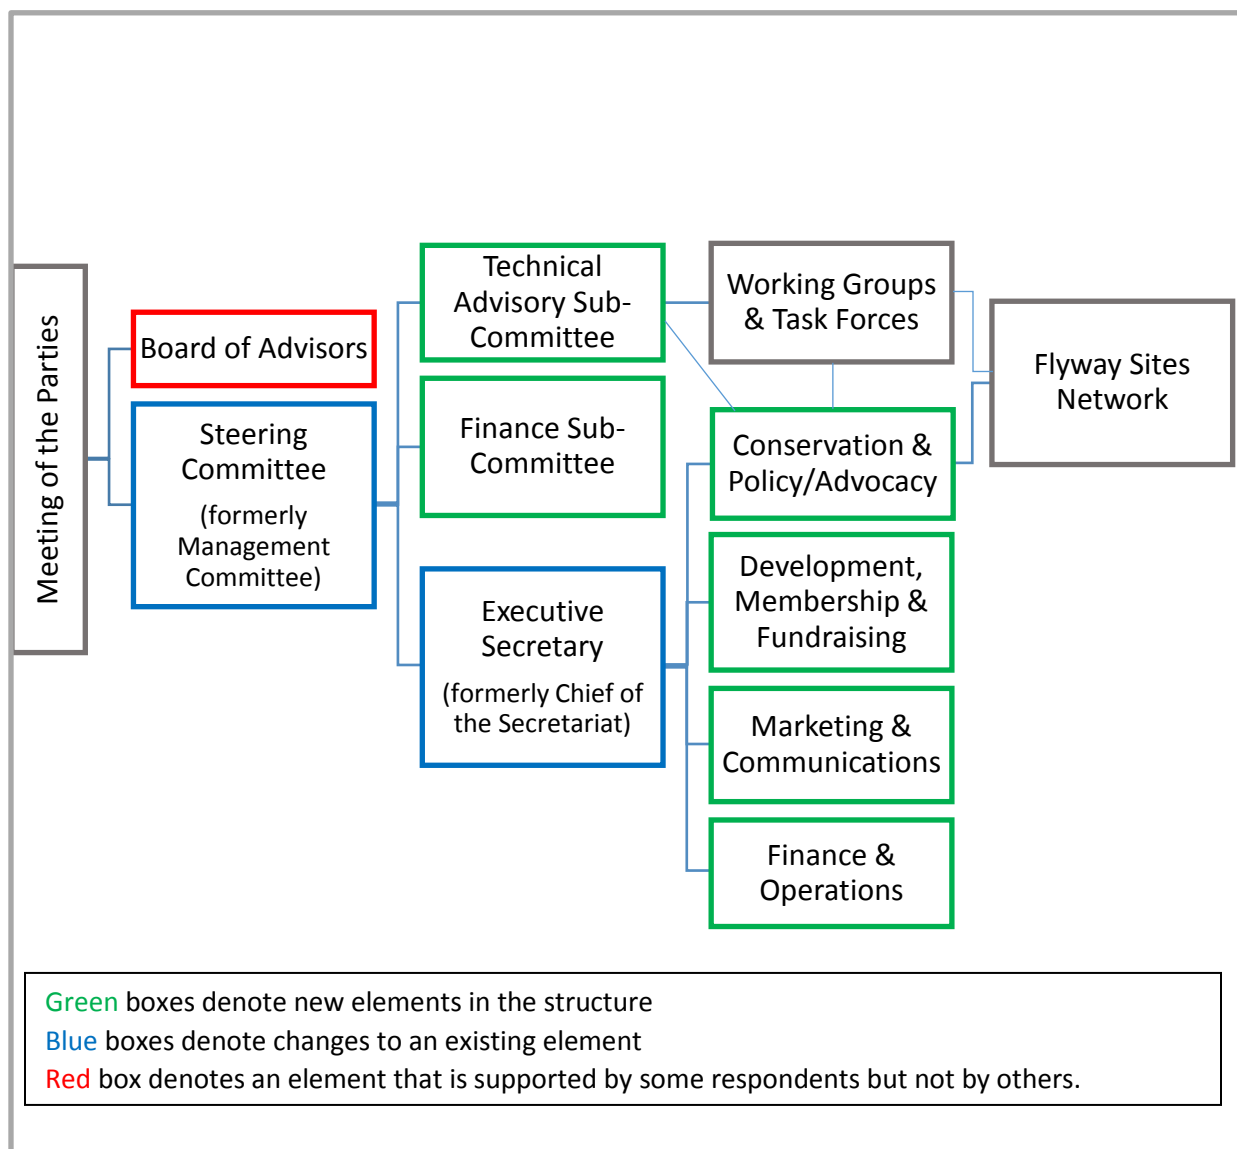 Meeting of the Parties
Board of Advisors
Steering
Committee
(formerly
Management
Committee)
Technical
Advisory Sub-
Committee
Finance Sub-
Committee
Executive
Secretary
(formerly Chief of
the Secretariat)
Working Groups
& Task Forces
Conservation &
Policy/Advocacy
Development,
Membership &
Fundraising
Marketing &
Communications
Finance &
Operations
Flyway Sites
Network
Green boxes denote new elements in the structure
Blue boxes denote changes to an existing element
Red box denotes an element that is supported by some respondents but not by others.